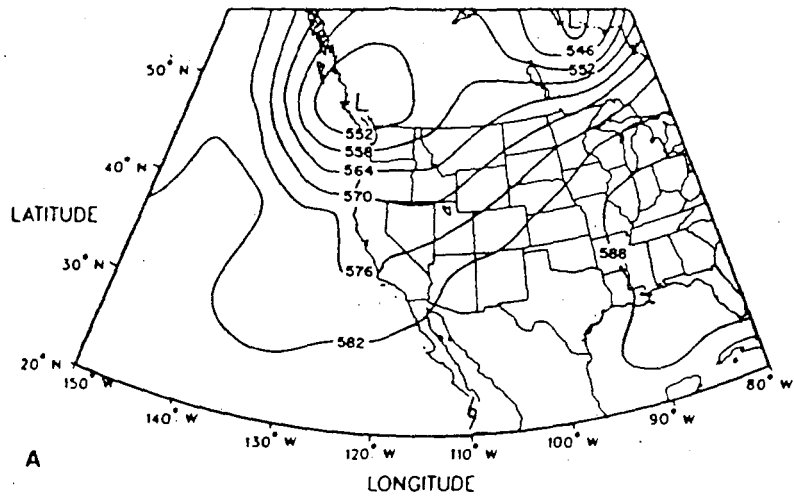 546
552
50° N
L
552
558
40° N
564
570
LATITUDE
588
30° N
576
582
20° N
150° W
80° W
140° W
90° W
130° W
100° W
120° W
110° W
A
LONGITUDE